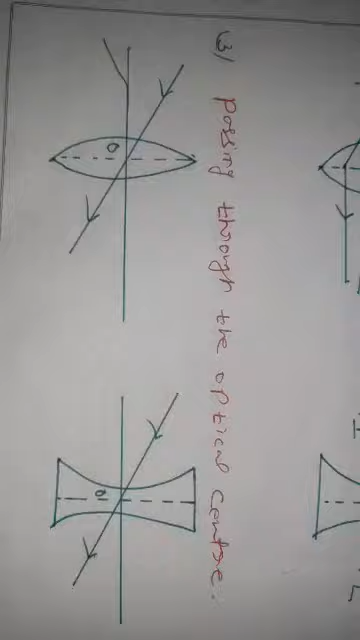 (3) Passing through the optical centre.
O
O